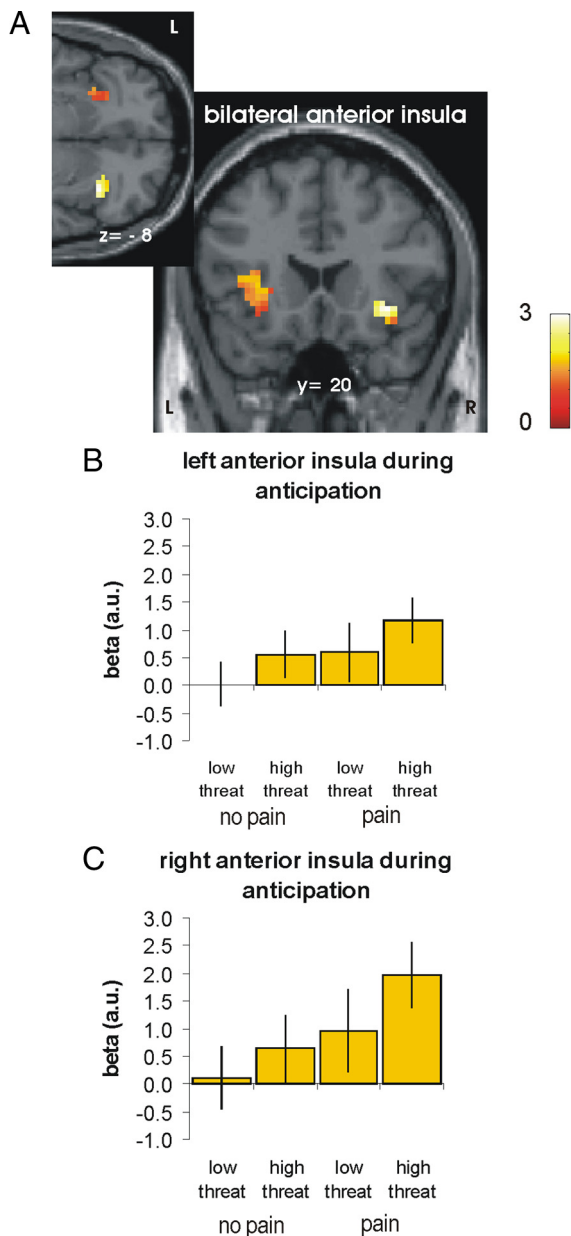 A
L
bilateral anterior insula
z= - 8
y= 20
L
R
3
0
B
left anterior insula during
anticipation
beta (a.u.)
3.0
2.5
2.0
1.5
1.0
0.5
0.0
-0.5
-1.0
low threat
high threat
low threat
high threat
no pain
pain
C
right anterior insula during
anticipation
beta (a.u.)
3.0
2.5
2.0
1.5
1.0
0.5
0.0
-0.5
-1.0
low threat
high threat
low threat
high threat
no pain
pain